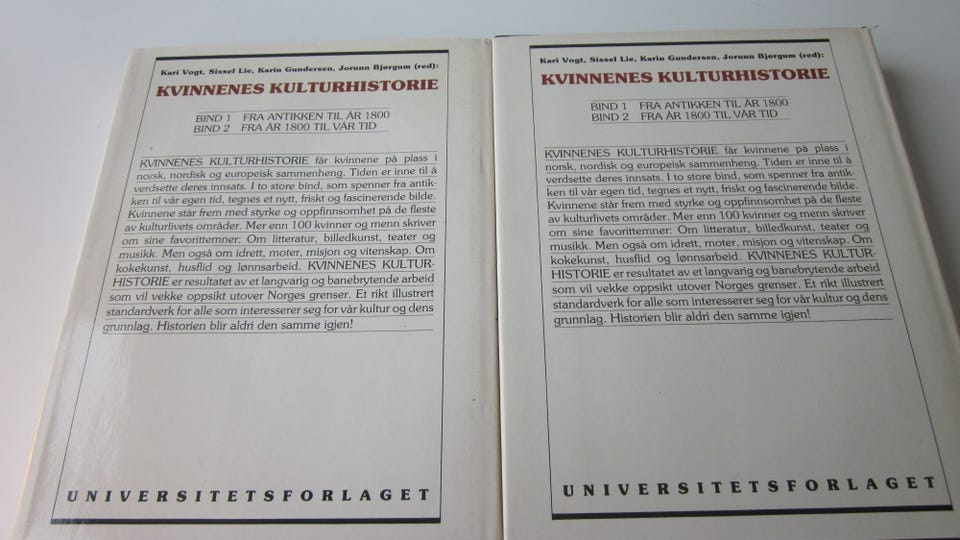 Kari Vogt, Sissel Lie, Karin Gundersen, Jorunn Bjørgum (red):
KVINNENES KULTURHISTORIE
BIND 1 FRA ANTIKKEN TIL ÅR 1800
BIND 2 FRA ÅR 1800 TIL VÅR TID
KVINNENES KULTURHISTORIE får kvinnene på plass i
norsk, nordisk og europeisk sammenheng. Tiden er inne til å
verdsette deres innsats. I to store bind, som spenner fra antik-
ken til vår egen tid, tegnes et nytt, friskt og fascinerende bilde.
Kvinnene står frem med styrke og oppfinnsomhet på de fleste
av kulturlivets områder. Mer enn 100 kvinner og menn skriver
om sine favorittemner: Om litteratur, billedkunst, teater og
musikk. Men også om idrett, moter, misjon og vitenskap. Om
kokekunst, husflid og lønnsarbeid. KVINNENES KULTUR-
HISTORIE er resultatet av et langvarig og banebrytende arbeid
som vil vekke oppsikt utover Norges grenser. Et rikt illustrert
standardverk for alle som interesserer seg for vår kultur og dens
grunnlag. Historien blir aldri den samme igjen!
UNIVERSITETSFORLAGET
Kari Vogt, Sissel Lie, Karin Gundersen, Jorunn Bjørgum (red):
KVINNENES KULTURHISTORIE
BIND 1 FRA ANTIKKEN TIL ÅR 1800
BIND 2 FRA ÅR 1800 TIL VÅR TID
KVINNENES KULTURHISTORIE får kvinnene på plass i
norsk, nordisk og europeisk sammenheng. Tiden er inne til å
verdsette deres innsats. I to store bind, som spenner fra antik-
ken til vår egen tid, tegnes et nytt, friskt og fascinerende bilde.
Kvinnene står frem med styrke og oppfinnsomhet på de fleste
av kulturlivets områder. Mer enn 100 kvinner og menn skriver
om sine favorittemner: Om litteratur, billedkunst, teater og
musikk. Men også om idrett, moter, misjon og vitenskap. Om
kokekunst, husflid og lønnsarbeid. KVINNENES KULTUR-
HISTORIE er resultatet av et langvarig og banebrytende arbeid
som vil vekke oppsikt utover Norges grenser. Et rikt illustrert
standardverk for alle som interesserer seg for vår kultur og dens
grunnlag. Historien blir aldri den samme igjen!
UNIVERSITETSFORLAGET